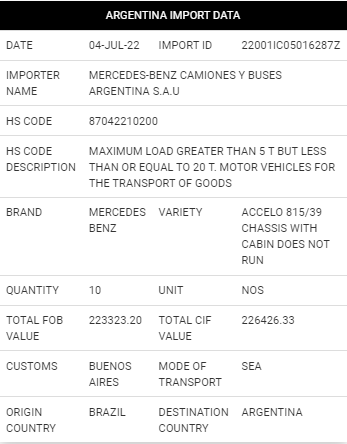 ARGENTINA IMPORT DATA
DATE 04-JUL-22 IMPORT ID 22001IC05016287Z
IMPORTER MERCEDES-BENZ CAMIONES Y BUSES
NAME ARGENTINA S.A.U
HS CODE 87042210200
HS CODE MAXIMUM LOAD GREATER THAN 5 T BUT LESS
DESCRIPTION THAN OR EQUAL TO 20 T. MOTOR VEHICLES FOR
THE TRANSPORT OF GOODS
BRAND MERCEDES VARIETY ACCELO 815/39
BENZ CHASSIS WITH
CABIN DOES NOT
RUN
QUANTITY 10 UNIT NOS
TOTAL FOB 223323.20 TOTAL CIF 226426.33
VALUE VALUE
CUSTOMS BUENOS MODE OF SEA
AIRES TRANSPORT
ORIGIN BRAZIL DESTINATION ARGENTINA
COUNTRY COUNTRY